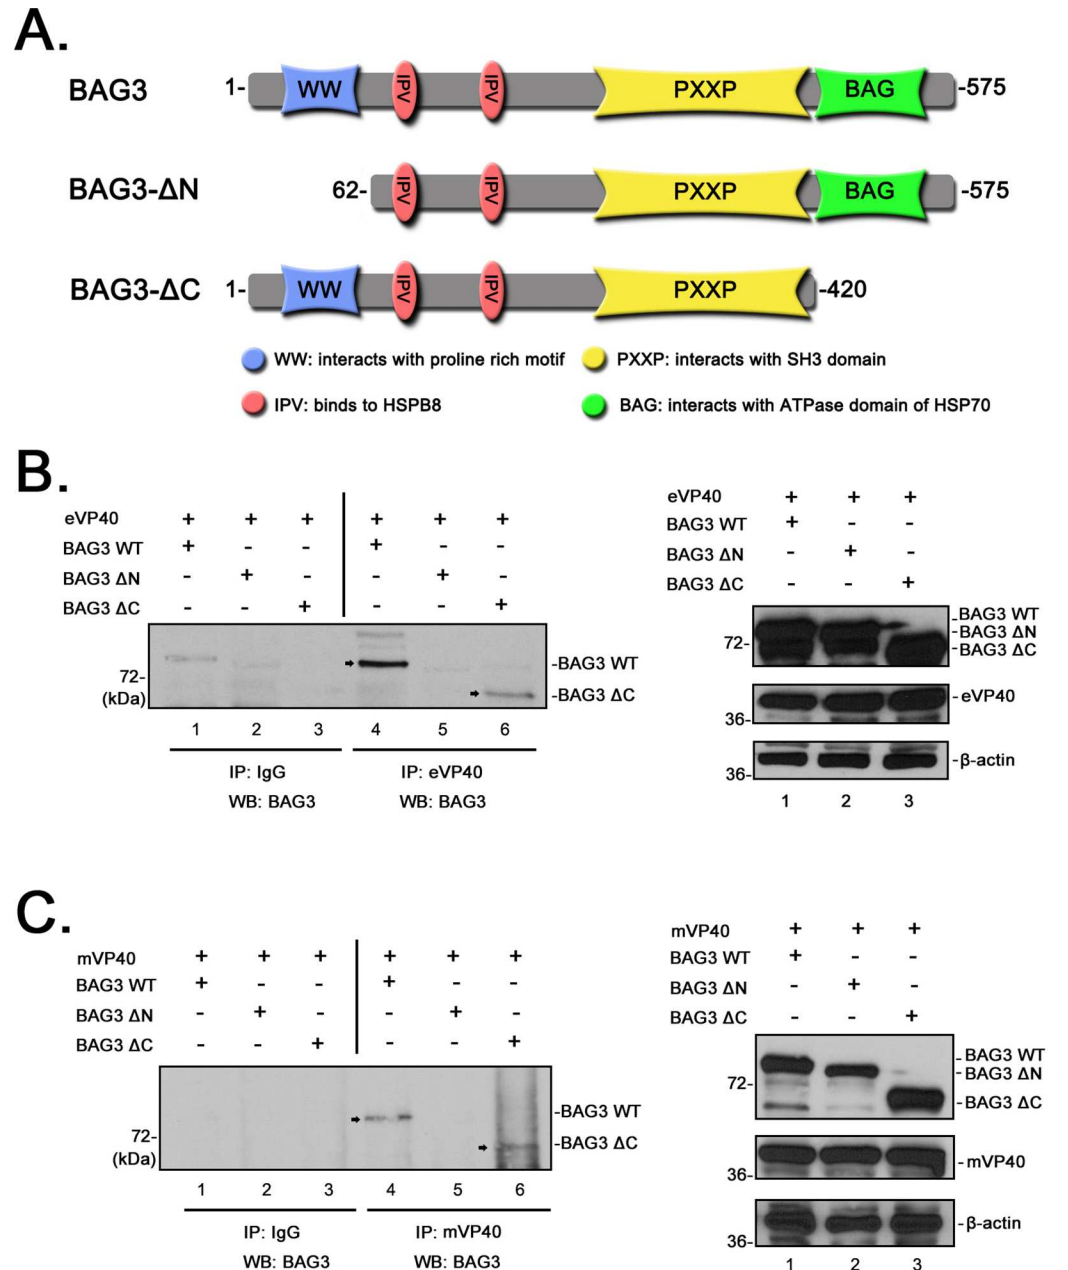 A.
BAG3 1- WW IPV IPV PXXP BAG -575
BAG3-ΔN 62- IPV IPV PXXP BAG -575
BAG3-ΔC 1- WW IPV IPV PXXP -420
WW: interacts with proline rich motif
PXXP: interacts with SH3 domain
IPV: binds to HSPB8
BAG: interacts with ATPase domain of HSP70
B.
eVP40 + + + + + +
BAG3 WT + - - + - -
BAG3 ΔN - + - - + -
BAG3 ΔC - - + - - +
72-
(kDa)
-BAG3 WT
-BAG3 ΔC
1 2 3 4 5 6
IP: IgG IP: eVP40
WB: BAG3 WB: BAG3
eVP40 + + +
BAG3 WT + - -
BAG3 ΔN - + -
BAG3 ΔC - - +
72-
-BAG3 WT
-BAG3 ΔN
-BAG3 ΔC
-eVP40
36-
-β-actin
36-
1 2 3
C.
mVP40 + + + + + +
BAG3 WT + - - + - -
BAG3 ΔN - + - - + -
BAG3 ΔC - - + - - +
72-
(kDa)
-BAG3 WT
-BAG3 ΔC
1 2 3 4 5 6
IP: IgG IP: mVP40
WB: BAG3 WB: BAG3
mVP40 + + +
BAG3 WT + - -
BAG3 ΔN - + -
BAG3 ΔC - - +
72-
-BAG3 WT
-BAG3 ΔN
-BAG3 ΔC
-mVP40
36-
-β-actin
36-
1 2 3